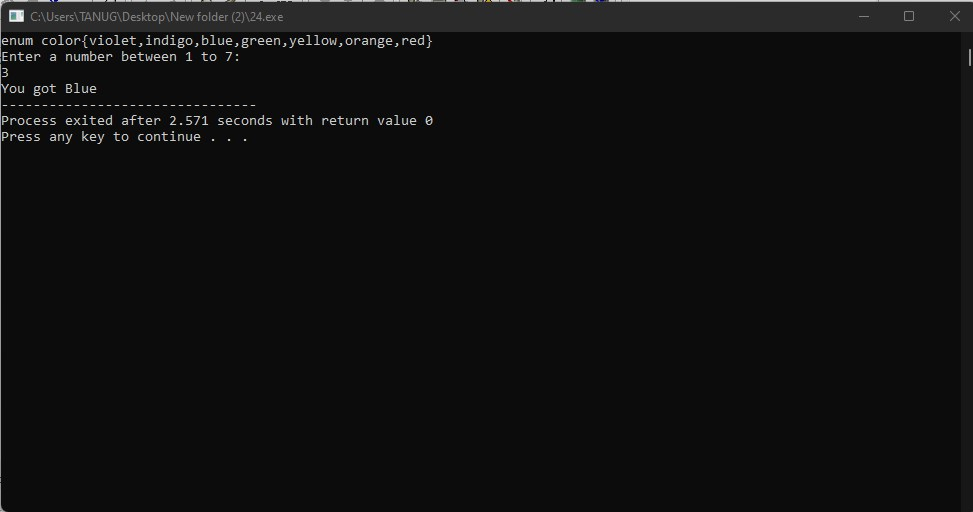 C:\Users\TANUG\Desktop\New folder (2)\24.exe
enum color{violet,indigo,blue,green,yellow,orange,red}
Enter a number between 1 to 7:
3
You got Blue
--------------------------------
Process exited after 2.571 seconds with return value 0
Press any key to continue . . .